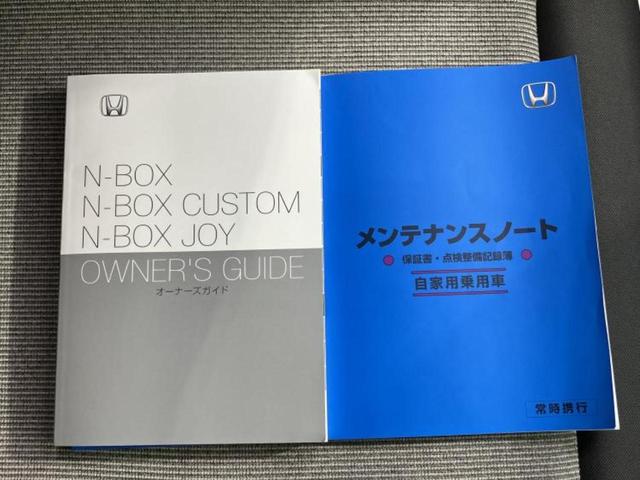 N-BOX
N-BOX CUSTOM
N-BOX JOY
OWNER'S GUIDE
オーナーズガイド
メンテナンスノート
保証書・点検整備記録簿
自家用乗用車
常時携行